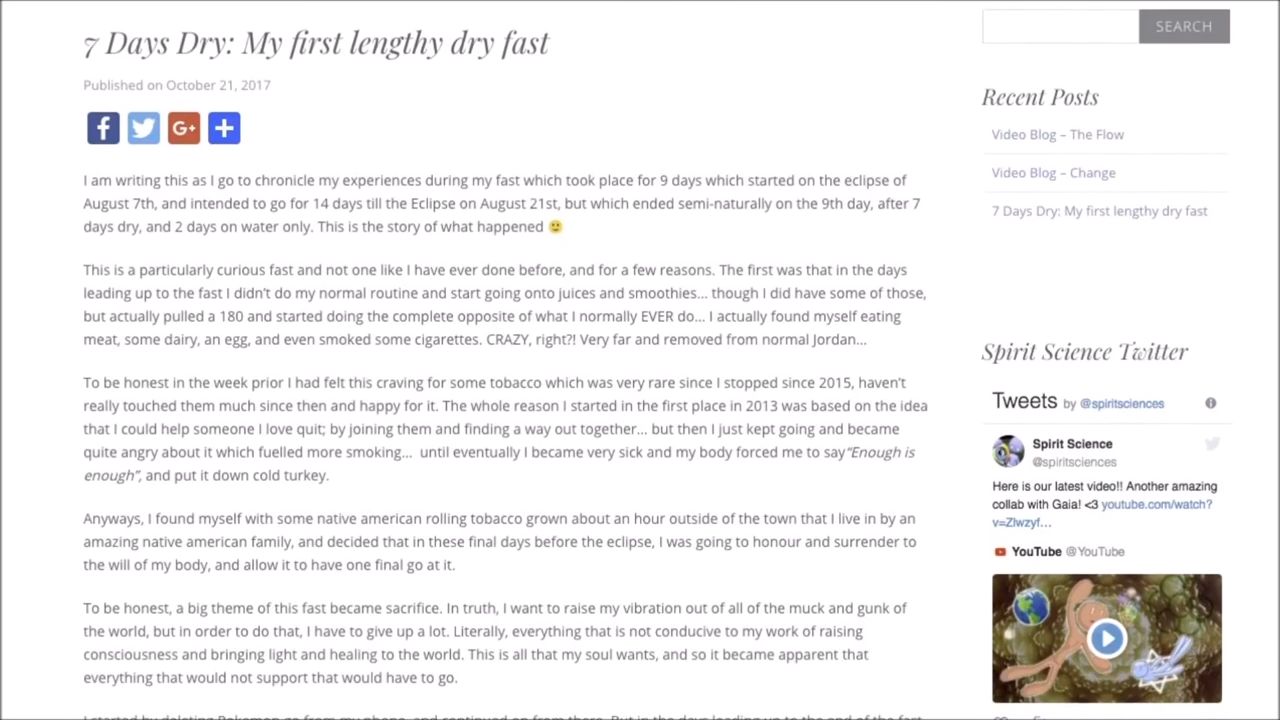 7 Days Dry: My first lengthy dry fast
Published on October 21, 2017
I am writing this as I go to chronicle my experiences during my fast which took place for 9 days which started on the eclipse of
August 7th, and intended to go for 14 days till the Eclipse on August 21st, but which ended semi-naturally on the 9th day, after 7
days dry, and 2 days on water only. This is the story of what happened 🙂
This is a particularly curious fast and not one like I have ever done before, and for a few reasons. The first was that in the days
leading up to the fast I didn't do my normal routine and start going onto juices and smoothies... though I did have some of those,
but actually pulled a 180 and started doing the complete opposite of what I normally EVER do... I actually found myself eating
meat, some dairy, an egg, and even smoked some cigarettes. CRAZY, right?! Very far and removed from normal Jordan...
To be honest in the week prior I had felt this craving for some tobacco which was very rare since I stopped since 2015, haven't
really touched them much since then and happy for it. The whole reason I started in the first place in 2013 was based on the idea
that I could help someone I love quit; by joining them and finding a way out together... but then I just kept going and became
quite angry about it which fuelled more smoking... until eventually I became very sick and my body forced me to say "Enough is
enough", and put it down cold turkey.
Anyways, I found myself with some native american rolling tobacco grown about an hour outside of the town that I live in by an
amazing native american family, and decided that in these final days before the eclipse, I was going to honour and surrender to
the will of my body, and allow it to have one final go at it.
To be honest, a big theme of this fast became sacrifice. In truth, I want to raise my vibration out of all of the muck and gunk of
the world, but in order to do that, I have to give up a lot. Literally, everything that is not conducive to my work of raising
consciousness and bringing light and healing to the world. This is all that my soul wants, and so it became apparent that
everything that would not support that would have to go.
SEARCH
Recent Posts
Video Blog – The Flow
Video Blog – Change
7 Days Dry: My first lengthy dry fast
Spirit Science Twitter
Tweets by @spiritsciences
Spirit Science
@spiritsciences
Here is our latest video!! Another amazing
collab with Gaia! <3 youtube.com/watch?
v=Zlwzyf...
YouTube @YouTube